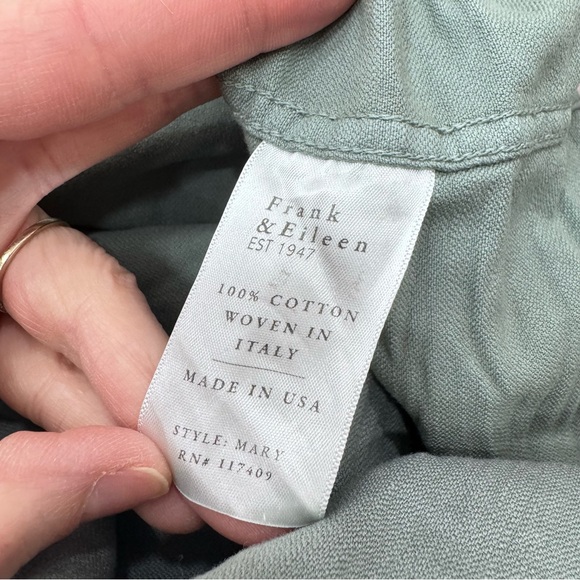 Frank
& Eileen
EST 1947
100% COTTON
WOVEN IN
ITALY
MADE IN USA
STYLE: MARY
RN# 117409